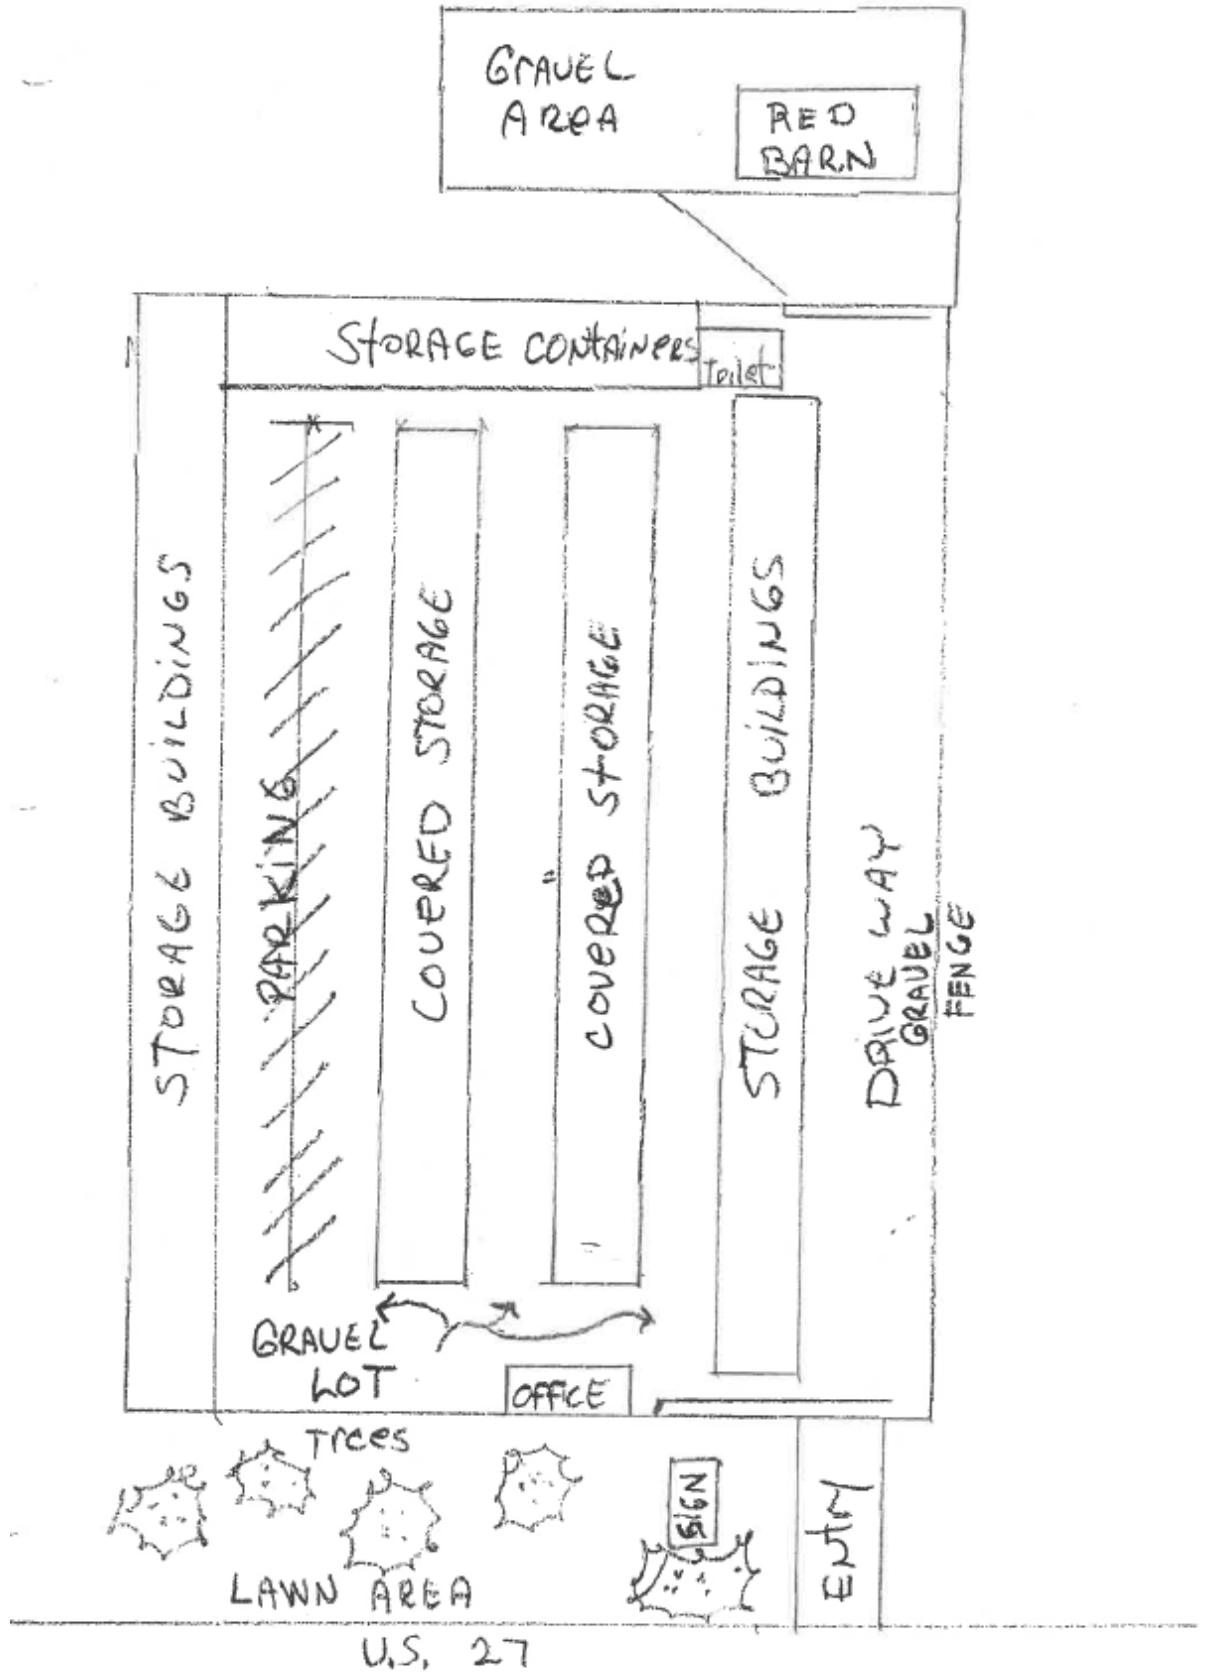 GRAVEL
AREA
RED
BARN
STORAGE CONTAINERS
Toilet
STORAGE BUILDINGS
PARKING
COVERED STORAGE
"
COVERED STORAGE
STORAGE BUILDINGS
DRIVE WAY
GRAVEL
FENCE
GRAVEL
LOT
OFFICE
Trees
SIGN
ENTRY
LAWN AREA
U.S. 27